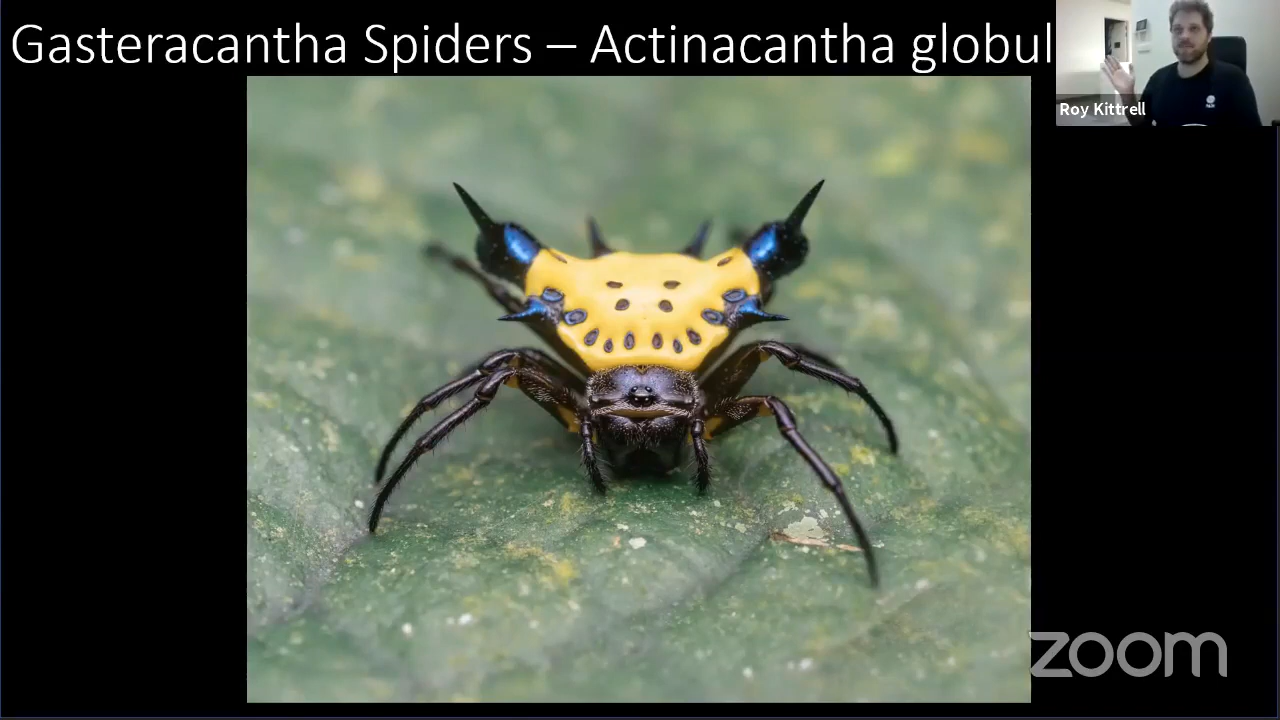 Gasteracantha Spiders – Actinacantha globul
Roy Kittrell
zoom